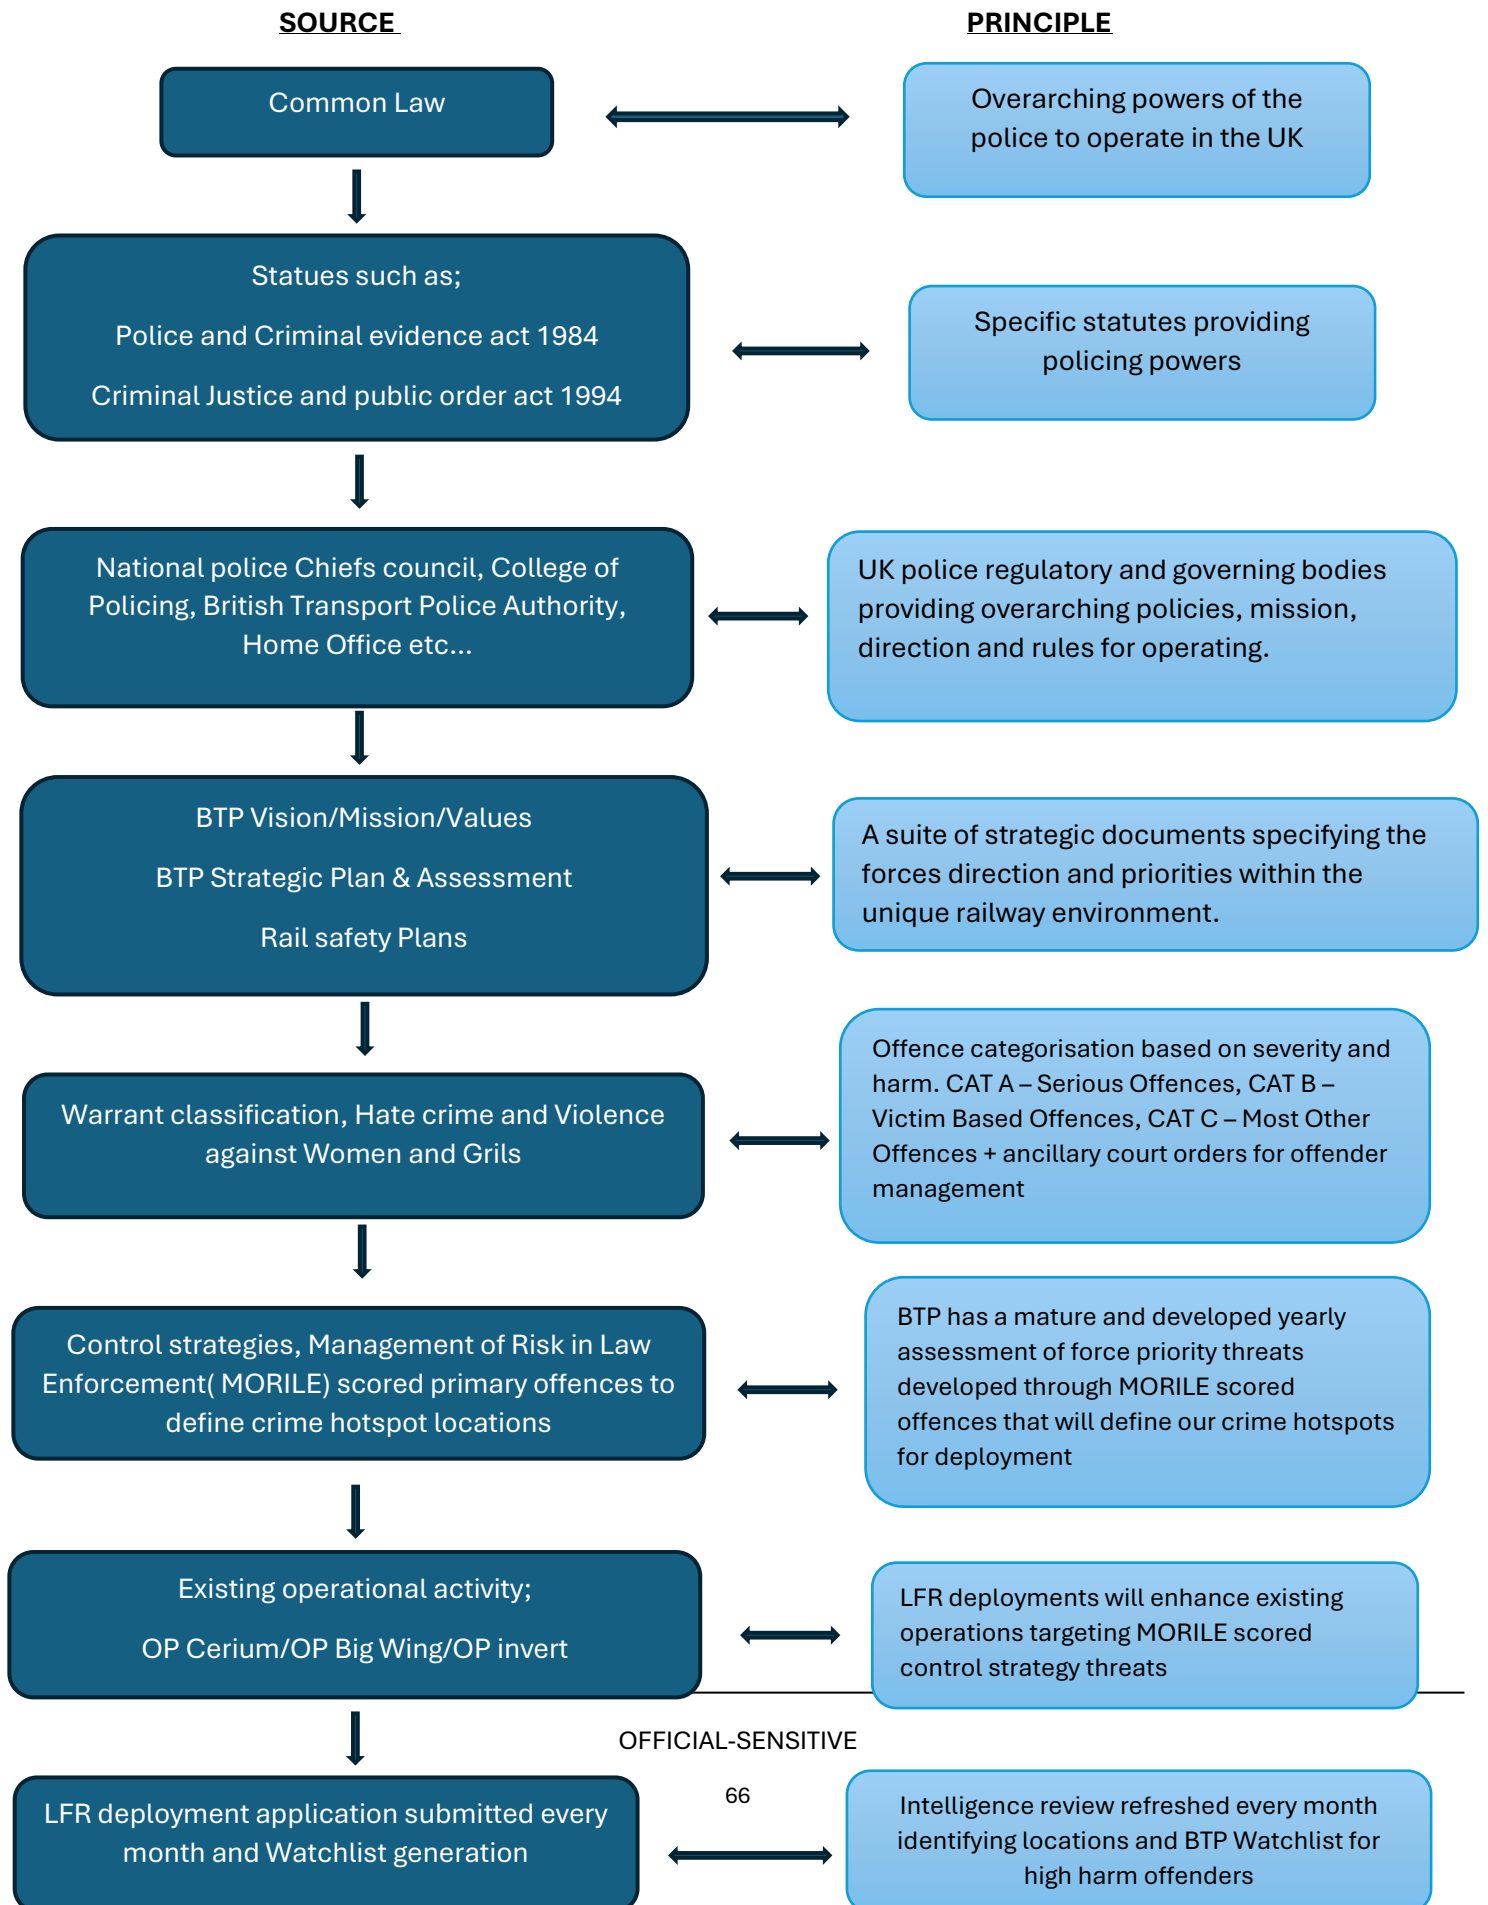 SOURCE
PRINCIPLE
Common Law
Overarching powers of the
police to operate in the UK
Statues such as;
Police and Criminal evidence act 1984
Criminal Justice and public order act 1994
Specific statutes providing
policing powers
National police Chiefs council, College of
Policing, British Transport Police Authority,
Home Office etc...
UK police regulatory and governing bodies
providing overarching policies, mission,
direction and rules for operating.
BTP Vision/Mission/Values
BTP Strategic Plan & Assessment
Rail safety Plans
A suite of strategic documents specifying the
forces direction and priorities within the
unique railway environment.
Warrant classification, Hate crime and Violence
against Women and Grils
Offence categorisation based on severity and
harm. CAT A – Serious Offences, CAT B –
Victim Based Offences, CAT C – Most Other
Offences + ancillary court orders for offender
management
Control strategies, Management of Risk in Law
Enforcement( MORILE) scored primary offences to
define crime hotspot locations
BTP has a mature and developed yearly
assessment of force priority threats
developed through MORILE scored
offences that will define our crime hotspots
for deployment
Existing operational activity;
OP Cerium/OP Big Wing/OP invert
LFR deployments will enhance existing
operations targeting MORILE scored
control strategy threats
OFFICIAL-SENSITIVE
66
LFR deployment application submitted every
month and Watchlist generation
Intelligence review refreshed every month
identifying locations and BTP Watchlist for
high harm offenders